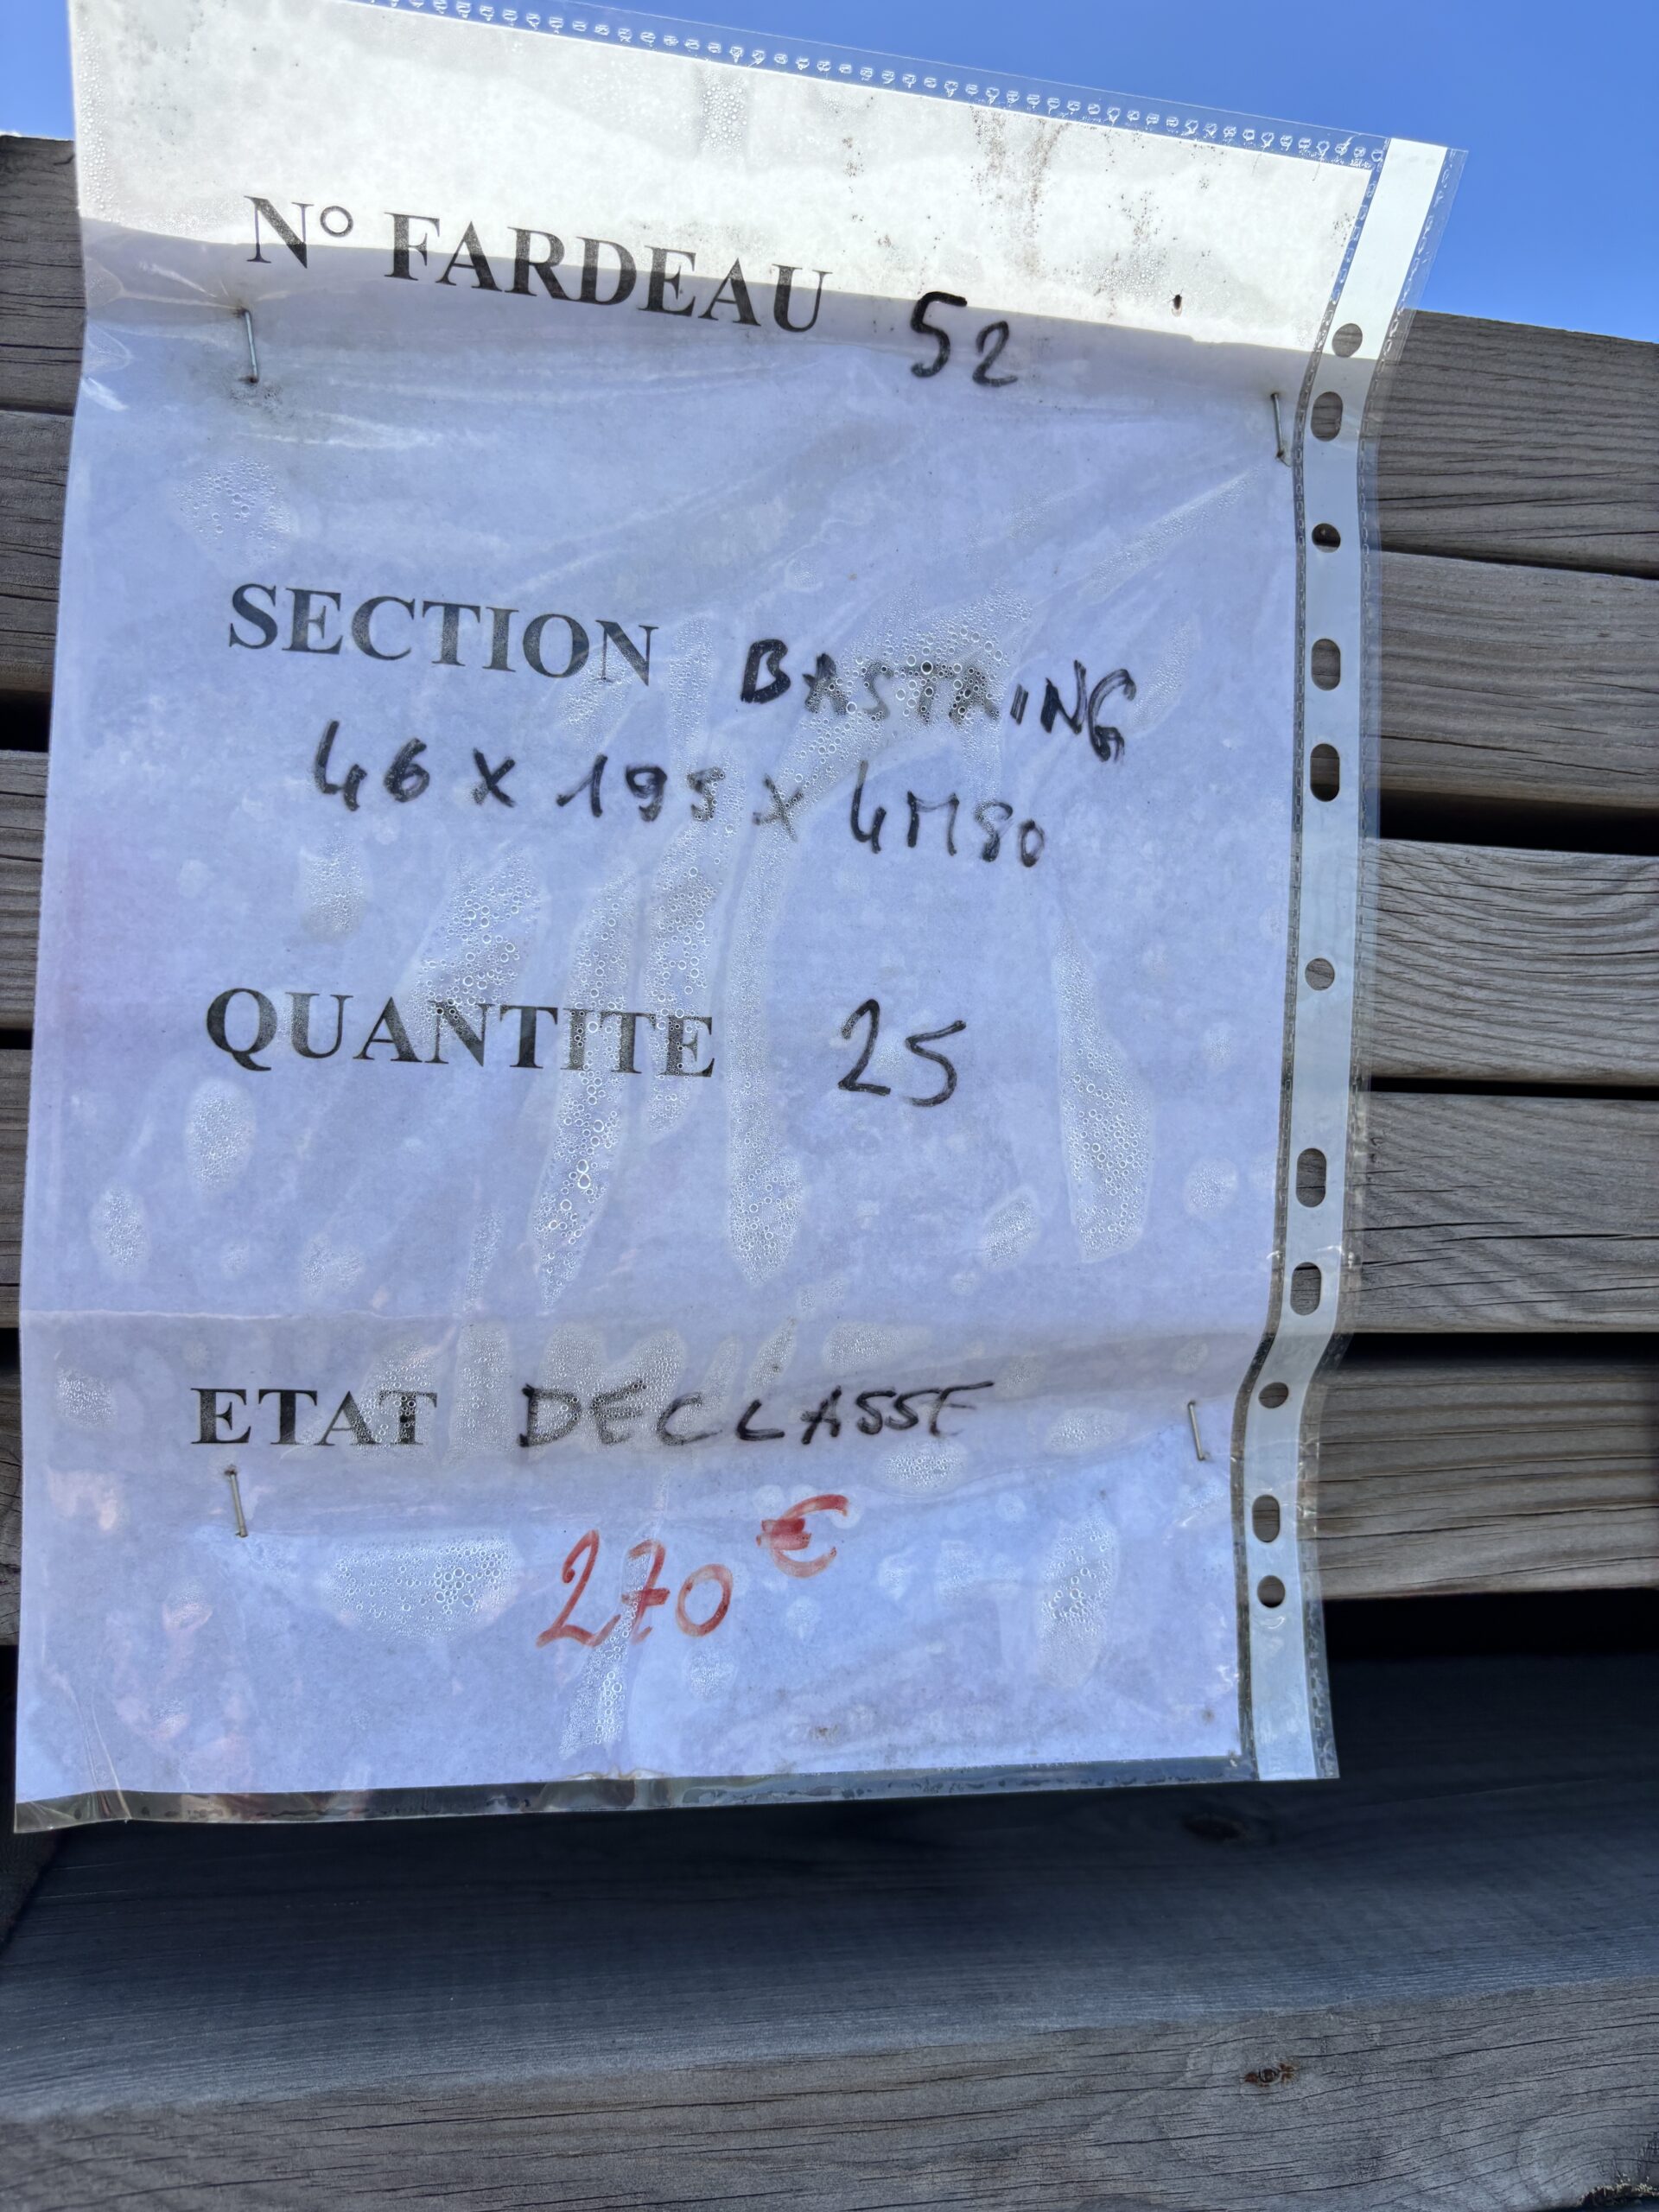 N° FARDEAU 52
SECTION BASTAING
46 X 195 X 4M80
QUANTITE 25
ETAT DECLASSE
270€